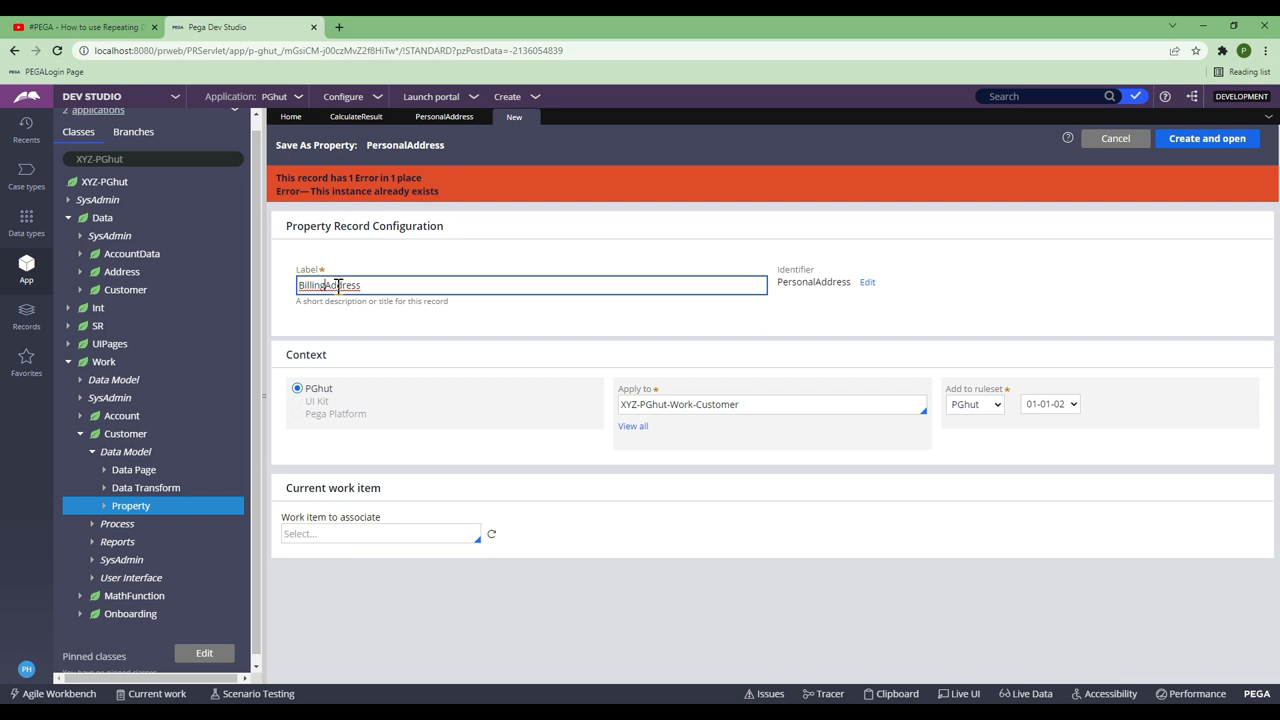 #PEGA - How to use Repeating D
PEGA Pega Dev Studio
localhost:8080/prweb/PRServlet/app/p-ghut_/mGsiCM-j00czMvZ2f8HiTw*/!STANDARD?pzPostData=-2136054839
P
PEGA PEGALogin Page
Reading list
DEV STUDIO
Application: PGhut
Configure
Launch portal
Create
Search
DEVELOPMENT
2 applications
Home
CalculateResult
PersonalAddress
New
Recents
Case types
Data types
App
Records
Favorites
PH
Classes
Branches
XYZ-PGhut
XYZ-PGhut
SysAdmin
Data
SysAdmin
AccountData
Address
Customer
Int
SR
UIPages
Work
Data Model
SysAdmin
Account
Customer
Data Model
Data Page
Data Transform
Property
Process
Reports
SysAdmin
User Interface
MathFunction
Onboarding
Pinned classes
Edit
Save As Property: PersonalAddress
Cancel
Create and open
This record has 1 Error in 1 place
Error—This instance already exists
Property Record Configuration
Label★
BillingAddress
A short description or title for this record
Identifier
PersonalAddress Edit
Context
PGhut
UI Kit
Pega Platform
Apply to★
XYZ-PGhut-Work-Customer
View all
Add to ruleset★
PGhut
01-01-02
Current work item
Work item to associate
Select...
Agile Workbench
Current work
Scenario Testing
Issues
Tracer
Clipboard
Live UI
Live Data
Accessibility
Performance
PEGA